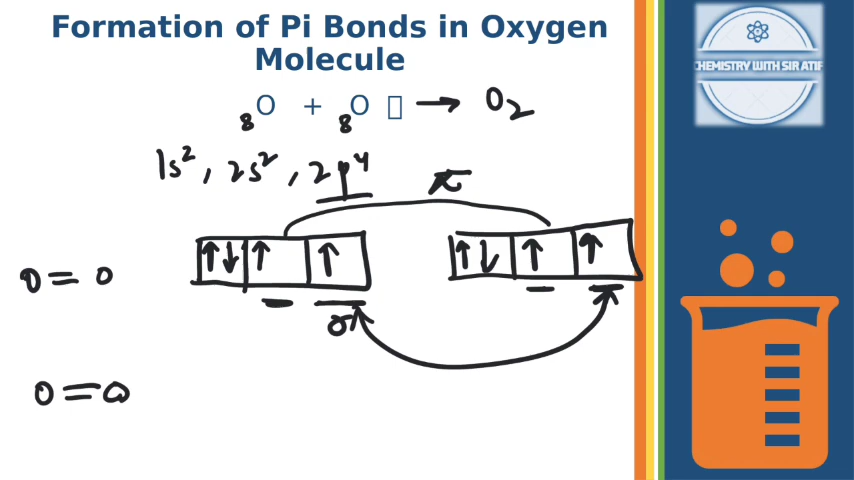 Formation of Pi Bonds in Oxygen
Molecule
CHEMISTRY WITH SIR ATIF
₈O + ₈O → O₂
1s², 2s², 2p⁴
π
↑↓ ↑ ↑ ↑↓ ↑ ↑
O = O
σ
O = O